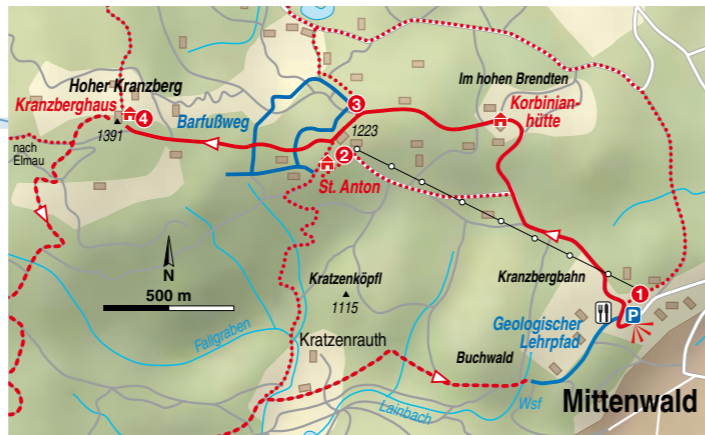 Hoher Kranzberg
Kranzberghaus
4
1391
nach
Elmau
Barfußweg
3
1223
2
St. Anton
Im hohen Brendten
Korbinian-
hütte
N
500 m
Kratzenköpfl
1115
Kranzbergbahn
1
P
Geologischer
Lehrpfad
Fallgraben
Kratzenrauth
Buchwald
Lainbach
Wsf
Mittenwald